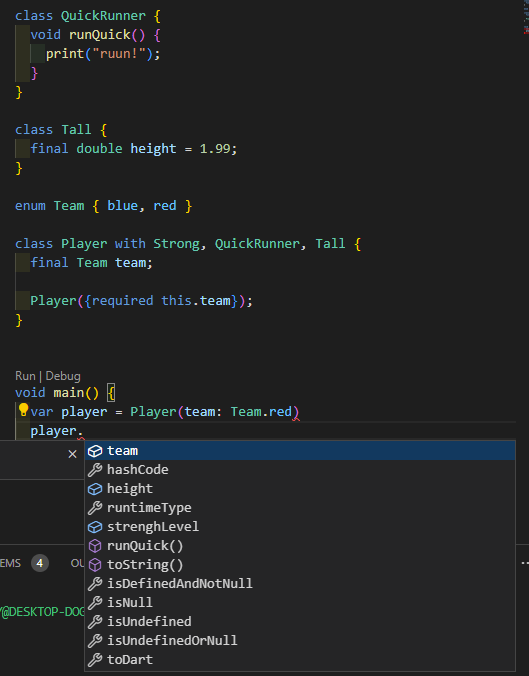 class QuickRunner {
void runQuick() {
print("ruun!");
}
}
class Tall {
final double height = 1.99;
}
enum Team { blue, red }
class Player with Strong, QuickRunner, Tall {
final Team team;
Player({required this.team});
}
Run | Debug
void main() {
var player = Player(team: Team.red)
player.
team
hashCode
height
runtimeType
strenghLevel
runQuick()
toString()
isDefinedAndNotNull
isNull
isUndefined
isUndefinedOrNull
toDart
EMS 4 OU
/@DESKTOP-DOG